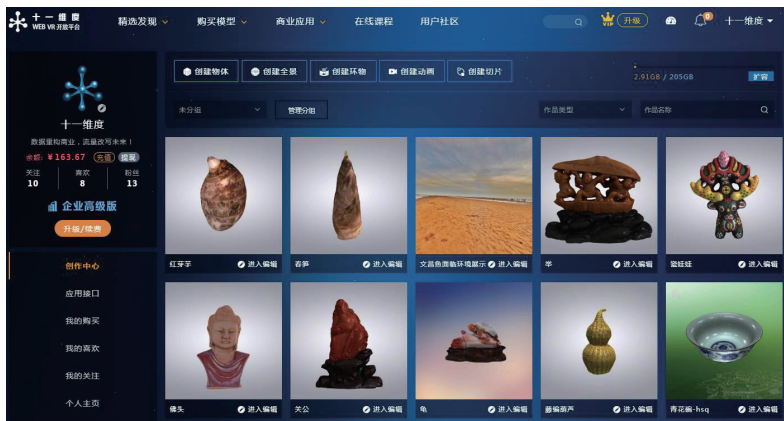 十一维度
WEB VR 开放平台
精选发现
购买模型
商业应用
在线课程
用户社区
VIP
升级
0
十一维度
十一维度
数据重构商业，流量改写未来！
余额：￥163.67 充值 提现
关注 喜欢 粉丝
10 8 13
企业高级版
升级/续费
创作中心
应用接口
我的购买
我的喜欢
我的关注
个人主页
创建物体
创建全景
创建环物
创建动画
创建切片
2.91GB / 205GB
扩容
未分组
管理分组
作品类型
作品名称
红芽芋 进入编辑
春笋 进入编辑
文昌鱼面临环境展示 进入编辑
羊 进入编辑
瓷娃娃 进入编辑
佛头 进入编辑
关公 进入编辑
龟 进入编辑
藤编葫芦 进入编辑
青花碗-hsq 进入编辑